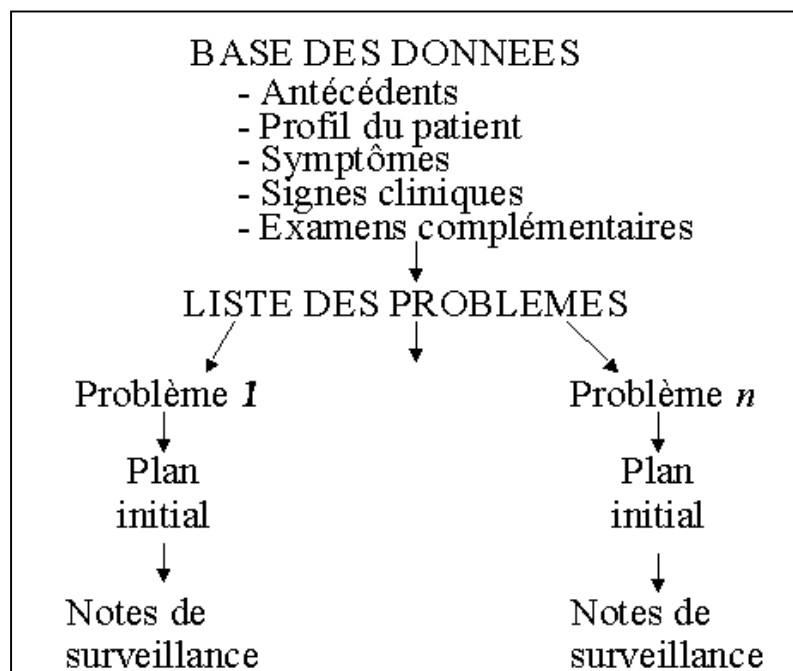 BASE DES DONNEES
- Antécédents
- Profil du patient
- Symptômes
- Signes cliniques
- Examens complémentaires
LISTE DES PROBLEMES
Problème 1
Problème n
Plan
initial
Plan
initial
Notes de
surveillance
Notes de
surveillance